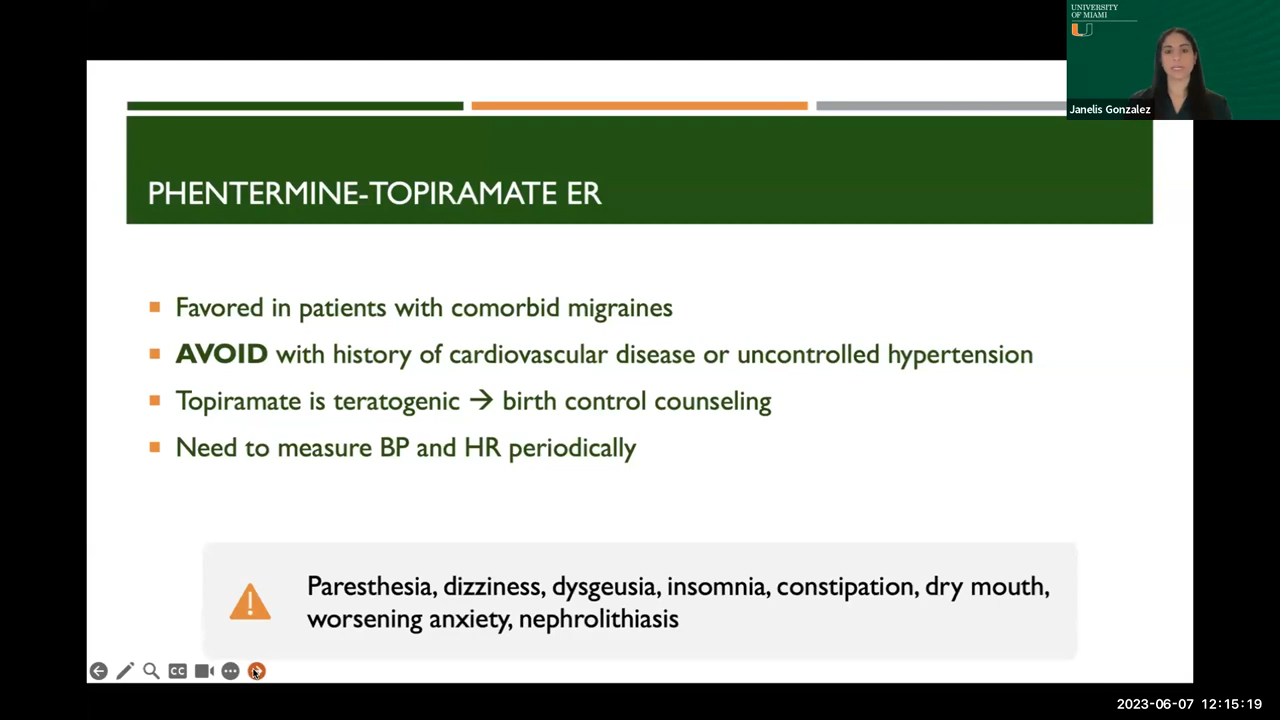 UNIVERSITY
OF MIAMI
Janelis Gonzalez
PHENTERMINE-TOPIRAMATE ER
Favored in patients with comorbid migraines
AVOID with history of cardiovascular disease or uncontrolled hypertension
Topiramate is teratogenic → birth control counseling
Need to measure BP and HR periodically
Paresthesia, dizziness, dysgeusia, insomnia, constipation, dry mouth,
worsening anxiety, nephrolithiasis
CC
2023-06-07 12:15:19